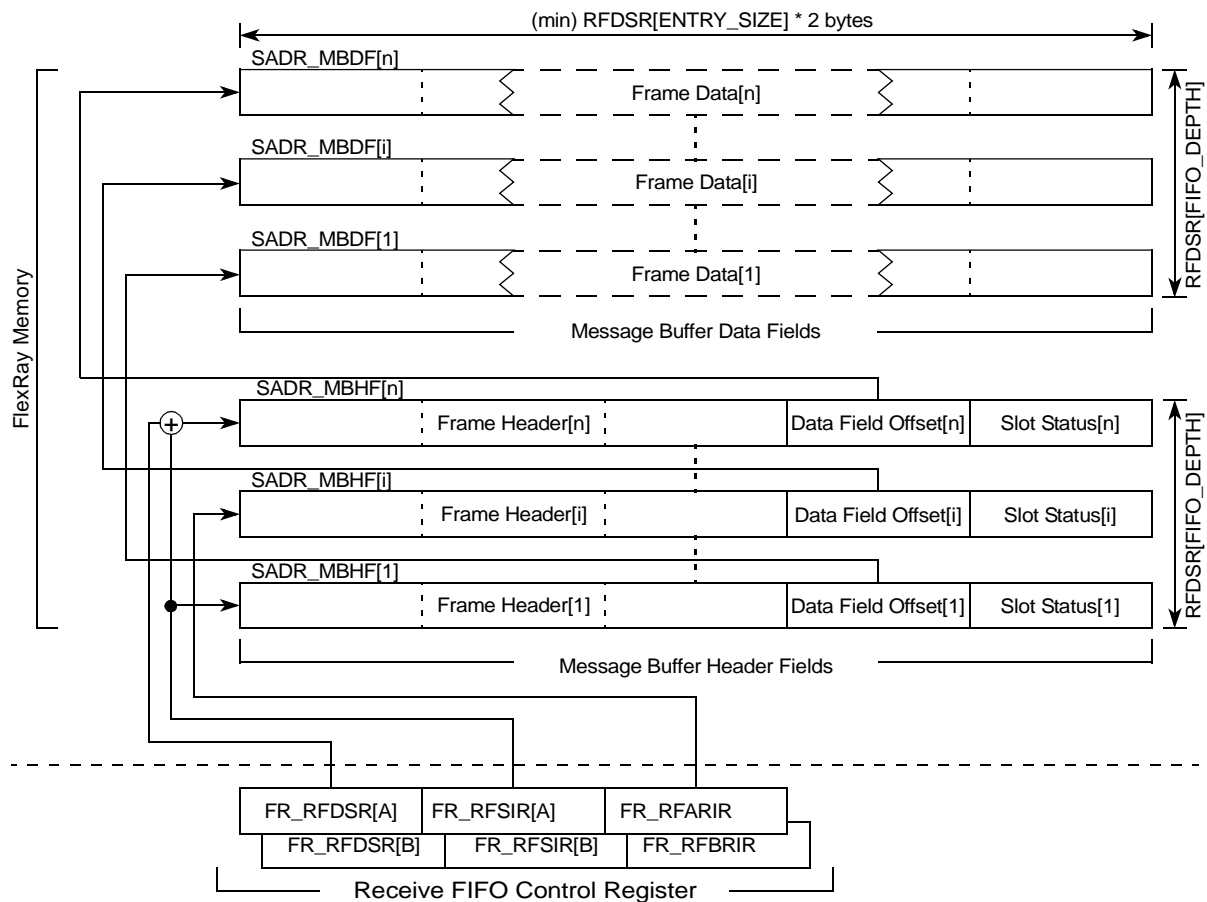 (min) RFDSR[ENTRY_SIZE] * 2 bytes
SADR_MBDF[n]
Frame Data[n]
SADR_MBDF[i]
Frame Data[i]
SADR_MBDF[1]
Frame Data[1]
RFDSR[FIFO_DEPTH]
Message Buffer Data Fields
FlexRay Memory
SADR_MBHF[n]
+
Frame Header[n] Data Field Offset[n] Slot Status[n]
SADR_MBHF[i]
Frame Header[i] Data Field Offset[i] Slot Status[i]
SADR_MBHF[1]
Frame Header[1] Data Field Offset[1] Slot Status[1]
RFDSR[FIFO_DEPTH]
Message Buffer Header Fields
FR_RFDSR[A] FR_RFSIR[A] FR_RFARIR
FR_RFDSR[B] FR_RFSIR[B] FR_RFBRIR
Receive FIFO Control Register